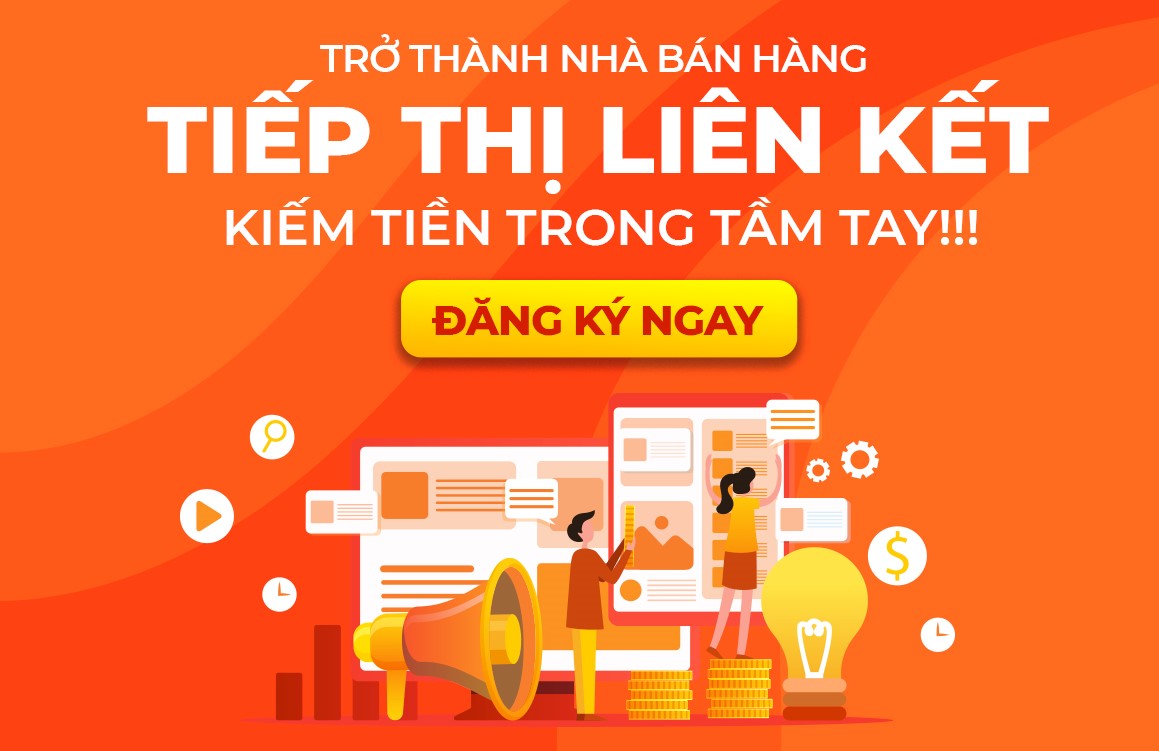 TRỞ THÀNH NHÀ BÁN HÀNG
TIẾP THỊ LIÊN KẾT
KIẾM TIỀN TRONG TẦM TAY!!!
ĐĂNG KÝ NGAY
$